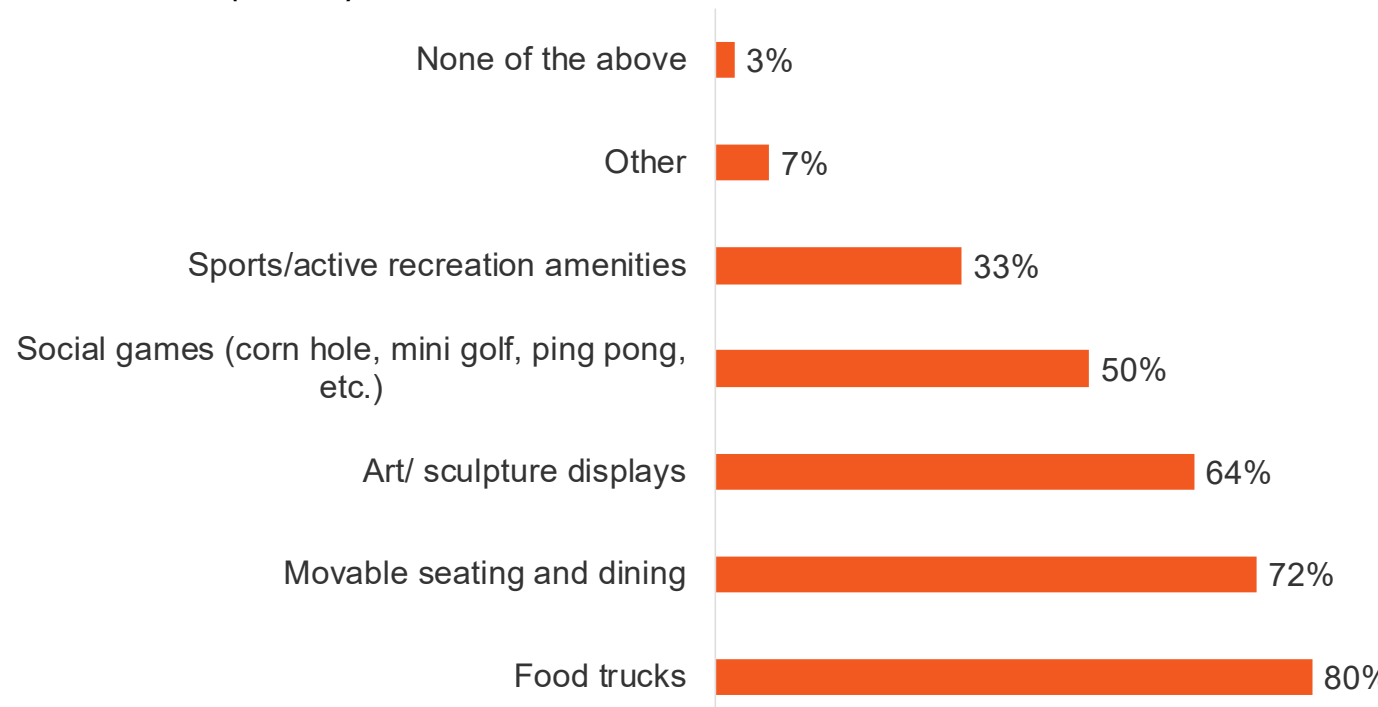 None of the above
3%
Other
7%
Sports/active recreation amenities
33%
Social games (corn hole, mini golf, ping pong,
etc.)
50%
Art/ sculpture displays
64%
Movable seating and dining
72%
Food trucks
80%